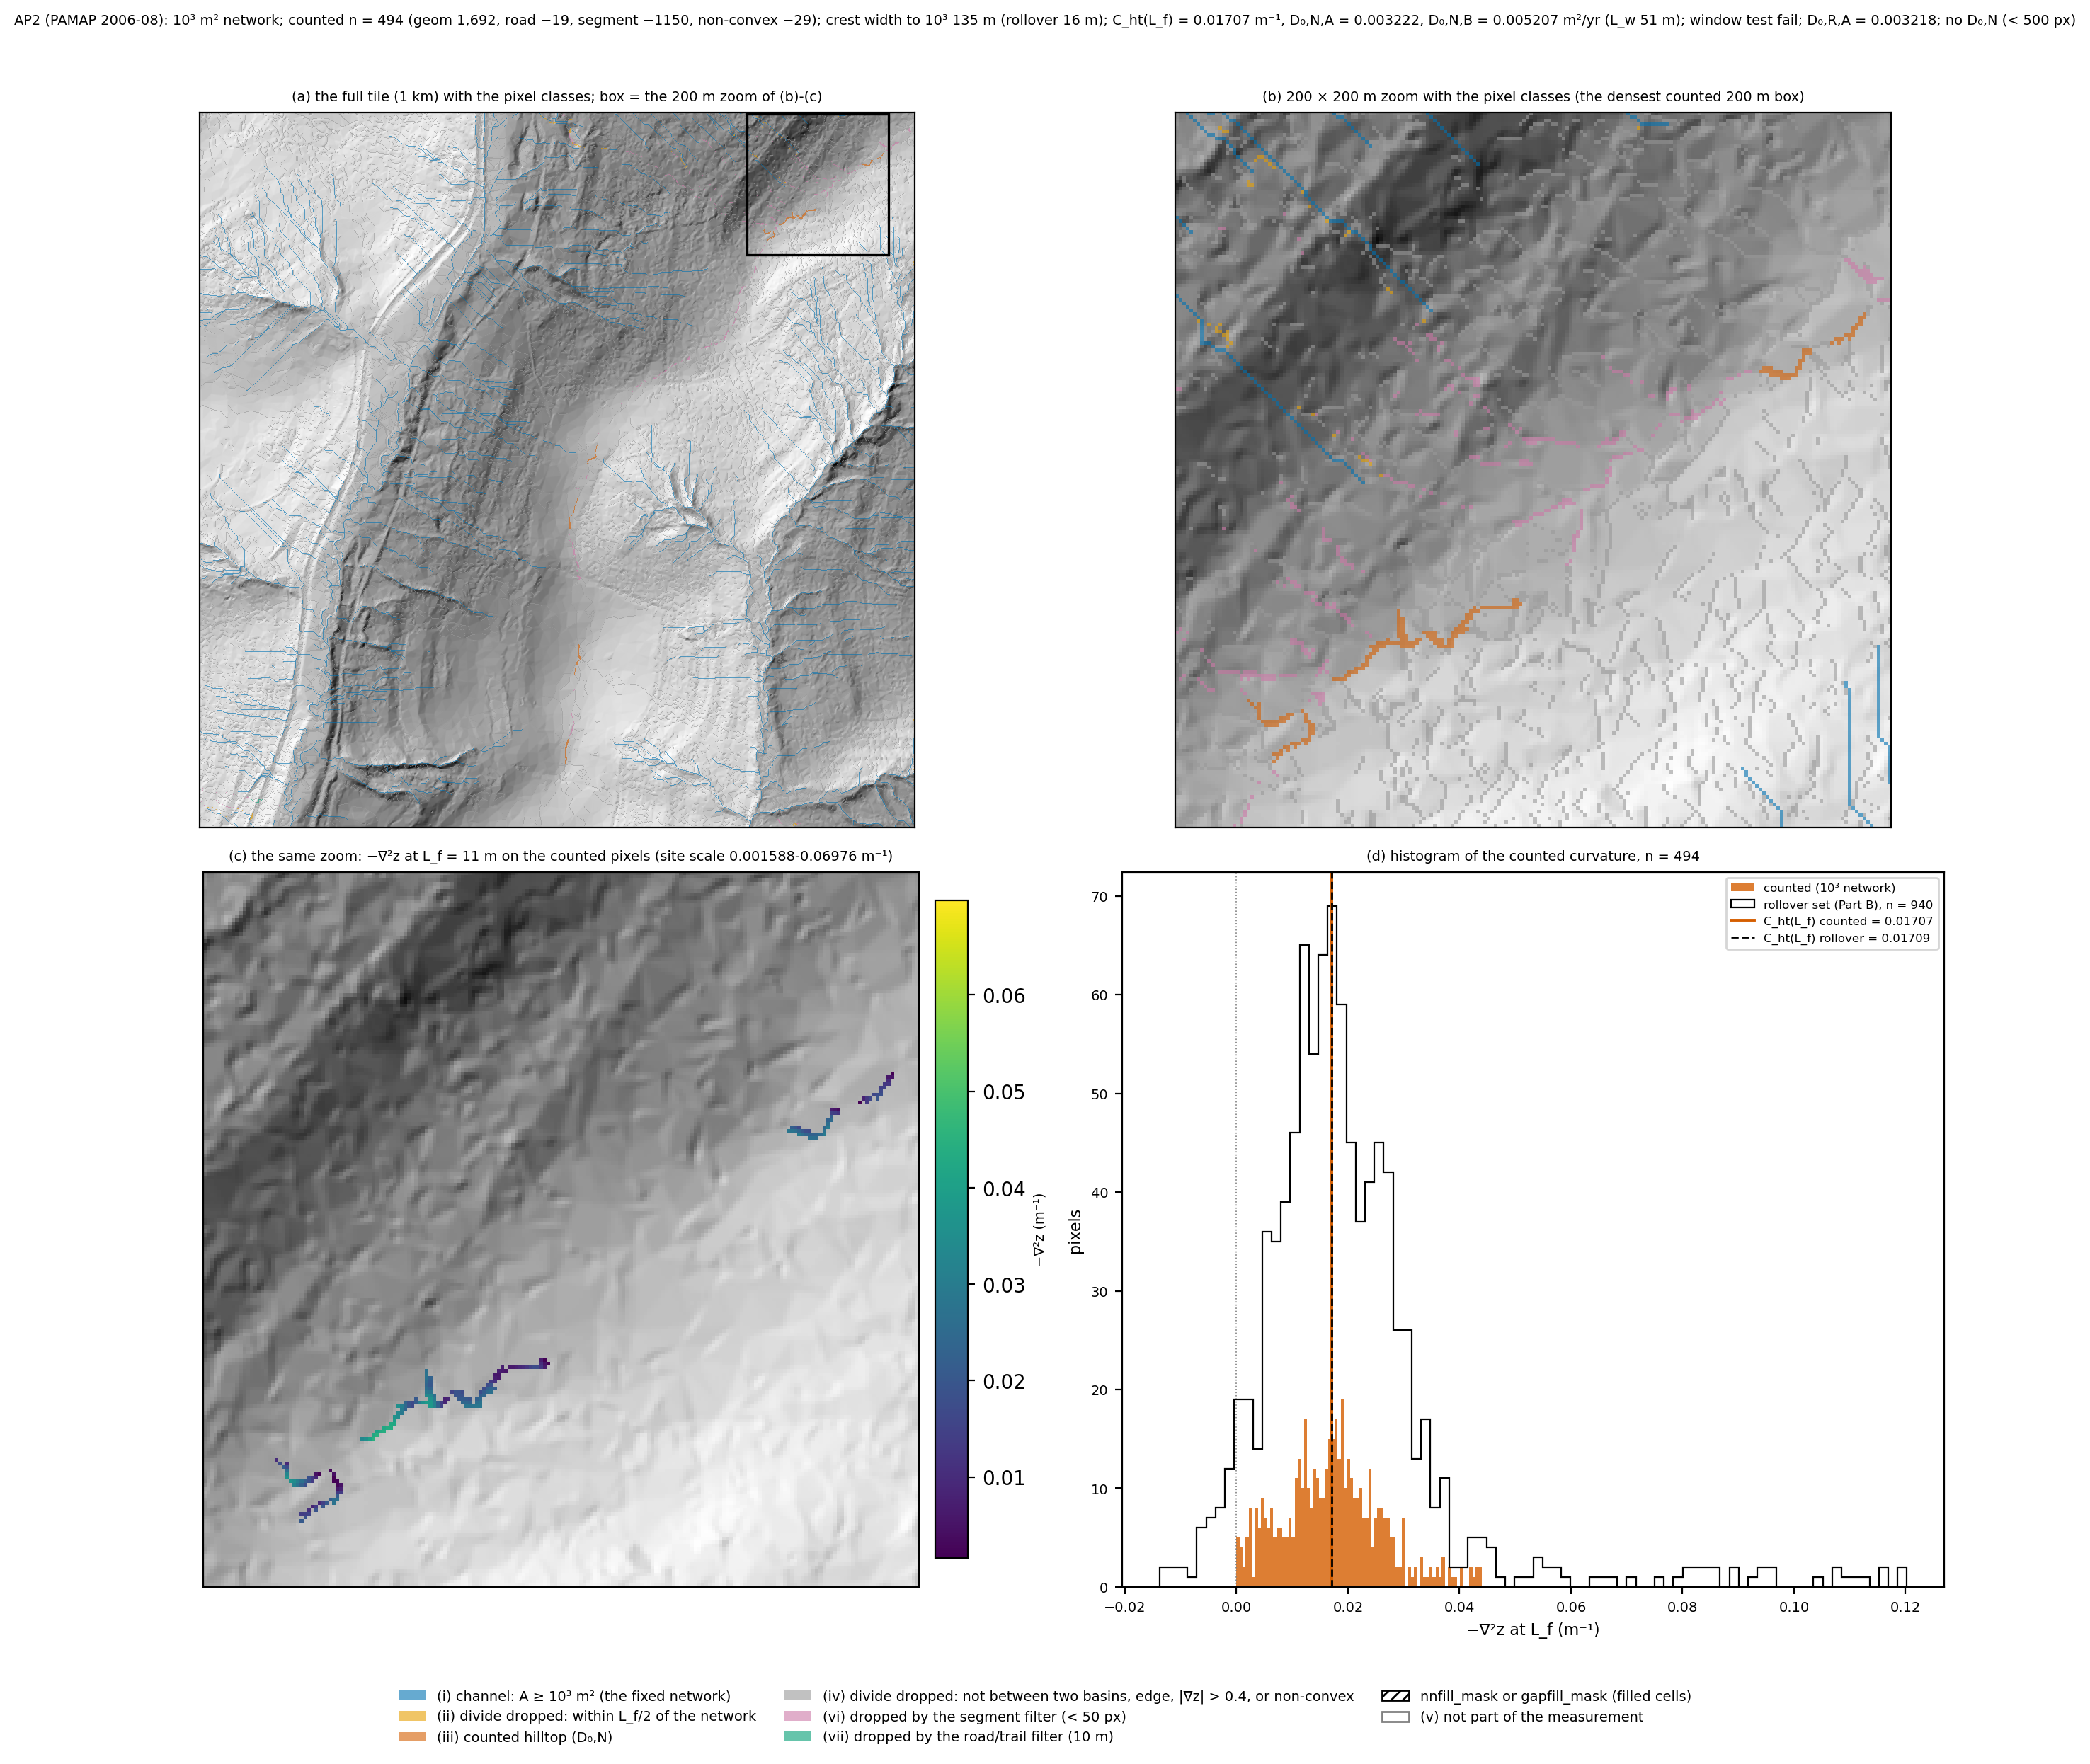 AP2 (PAMAP 2006-08): 10³ m² network; counted n = 494 (geom 1,692, road −19, segment −1150, non-convex −29); crest width to 10³ 135 m (rollover 16 m); C_ht(L_f) = 0.01707 m⁻¹, D₀,N,A = 0.003222, D₀,N,B = 0.005207 m²/yr (L_w 51 m); window test fail; D₀,R,A = 0.003218; no D₀,N (< 500 px)
(a) the full tile (1 km) with the pixel classes; box = the 200 m zoom of (b)-(c)
(b) 200 × 200 m zoom with the pixel classes (the densest counted 200 m box)
(c) the same zoom: −∇²z at L_f = 11 m on the counted pixels (site scale 0.001588-0.06976 m⁻¹)
0.06
0.05
0.04
0.03
0.02
0.01
−∇²z (m⁻¹)
(d) histogram of the counted curvature, n = 494
counted (10³ network)
rollover set (Part B), n = 940
C_ht(L_f) counted = 0.01707
C_ht(L_f) rollover = 0.01709
pixels
70
60
50
40
30
20
10
0
−0.02
0.00
0.02
0.04
0.06
0.08
0.10
0.12
−∇²z at L_f (m⁻¹)
(i) channel: A ≥ 10³ m² (the fixed network)
(ii) divide dropped: within L_f/2 of the network
(iii) counted hilltop (D₀,N)
(iv) divide dropped: not between two basins, edge, |∇z| > 0.4, or non-convex
(vi) dropped by the segment filter (< 50 px)
(vii) dropped by the road/trail filter (10 m)
nnfill_mask or gapfill_mask (filled cells)
(v) not part of the measurement